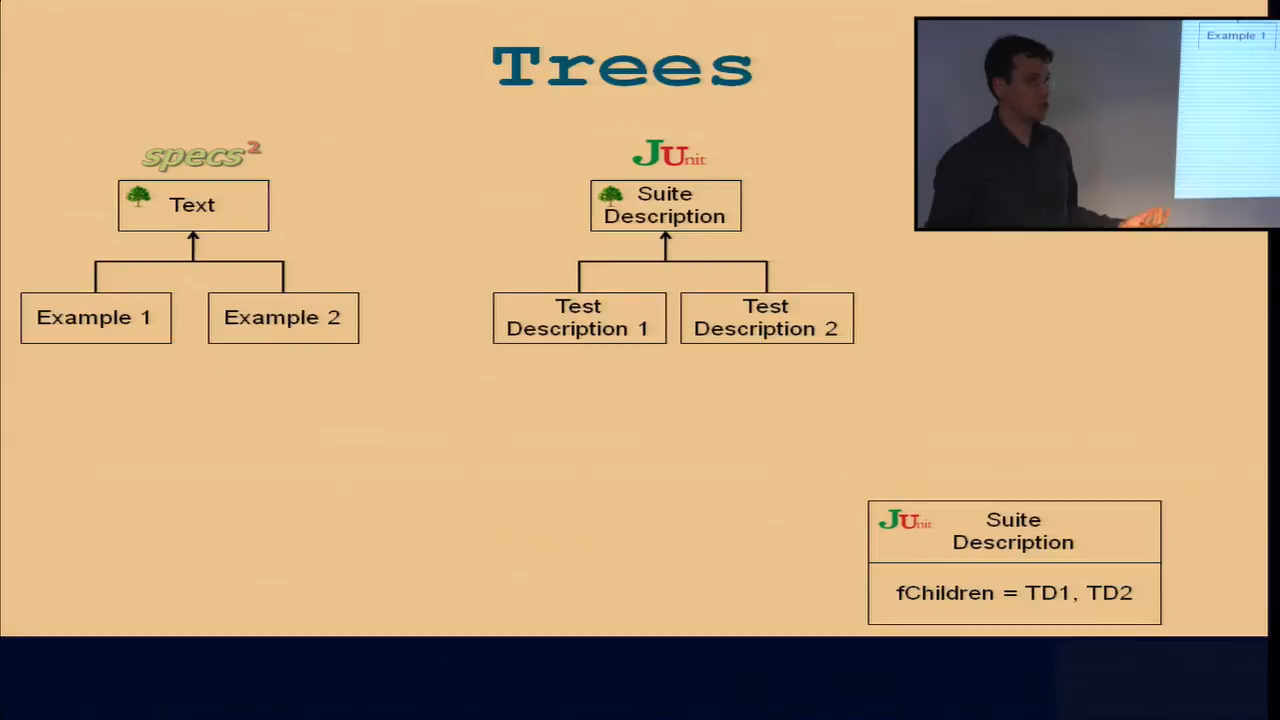 Trees
specs2
JUnit
Text
Suite
Description
Example 1
Example 2
Test
Description 1
Test
Description 2
Example 1
JUnit
Suite
Description
fChildren = TD1, TD2